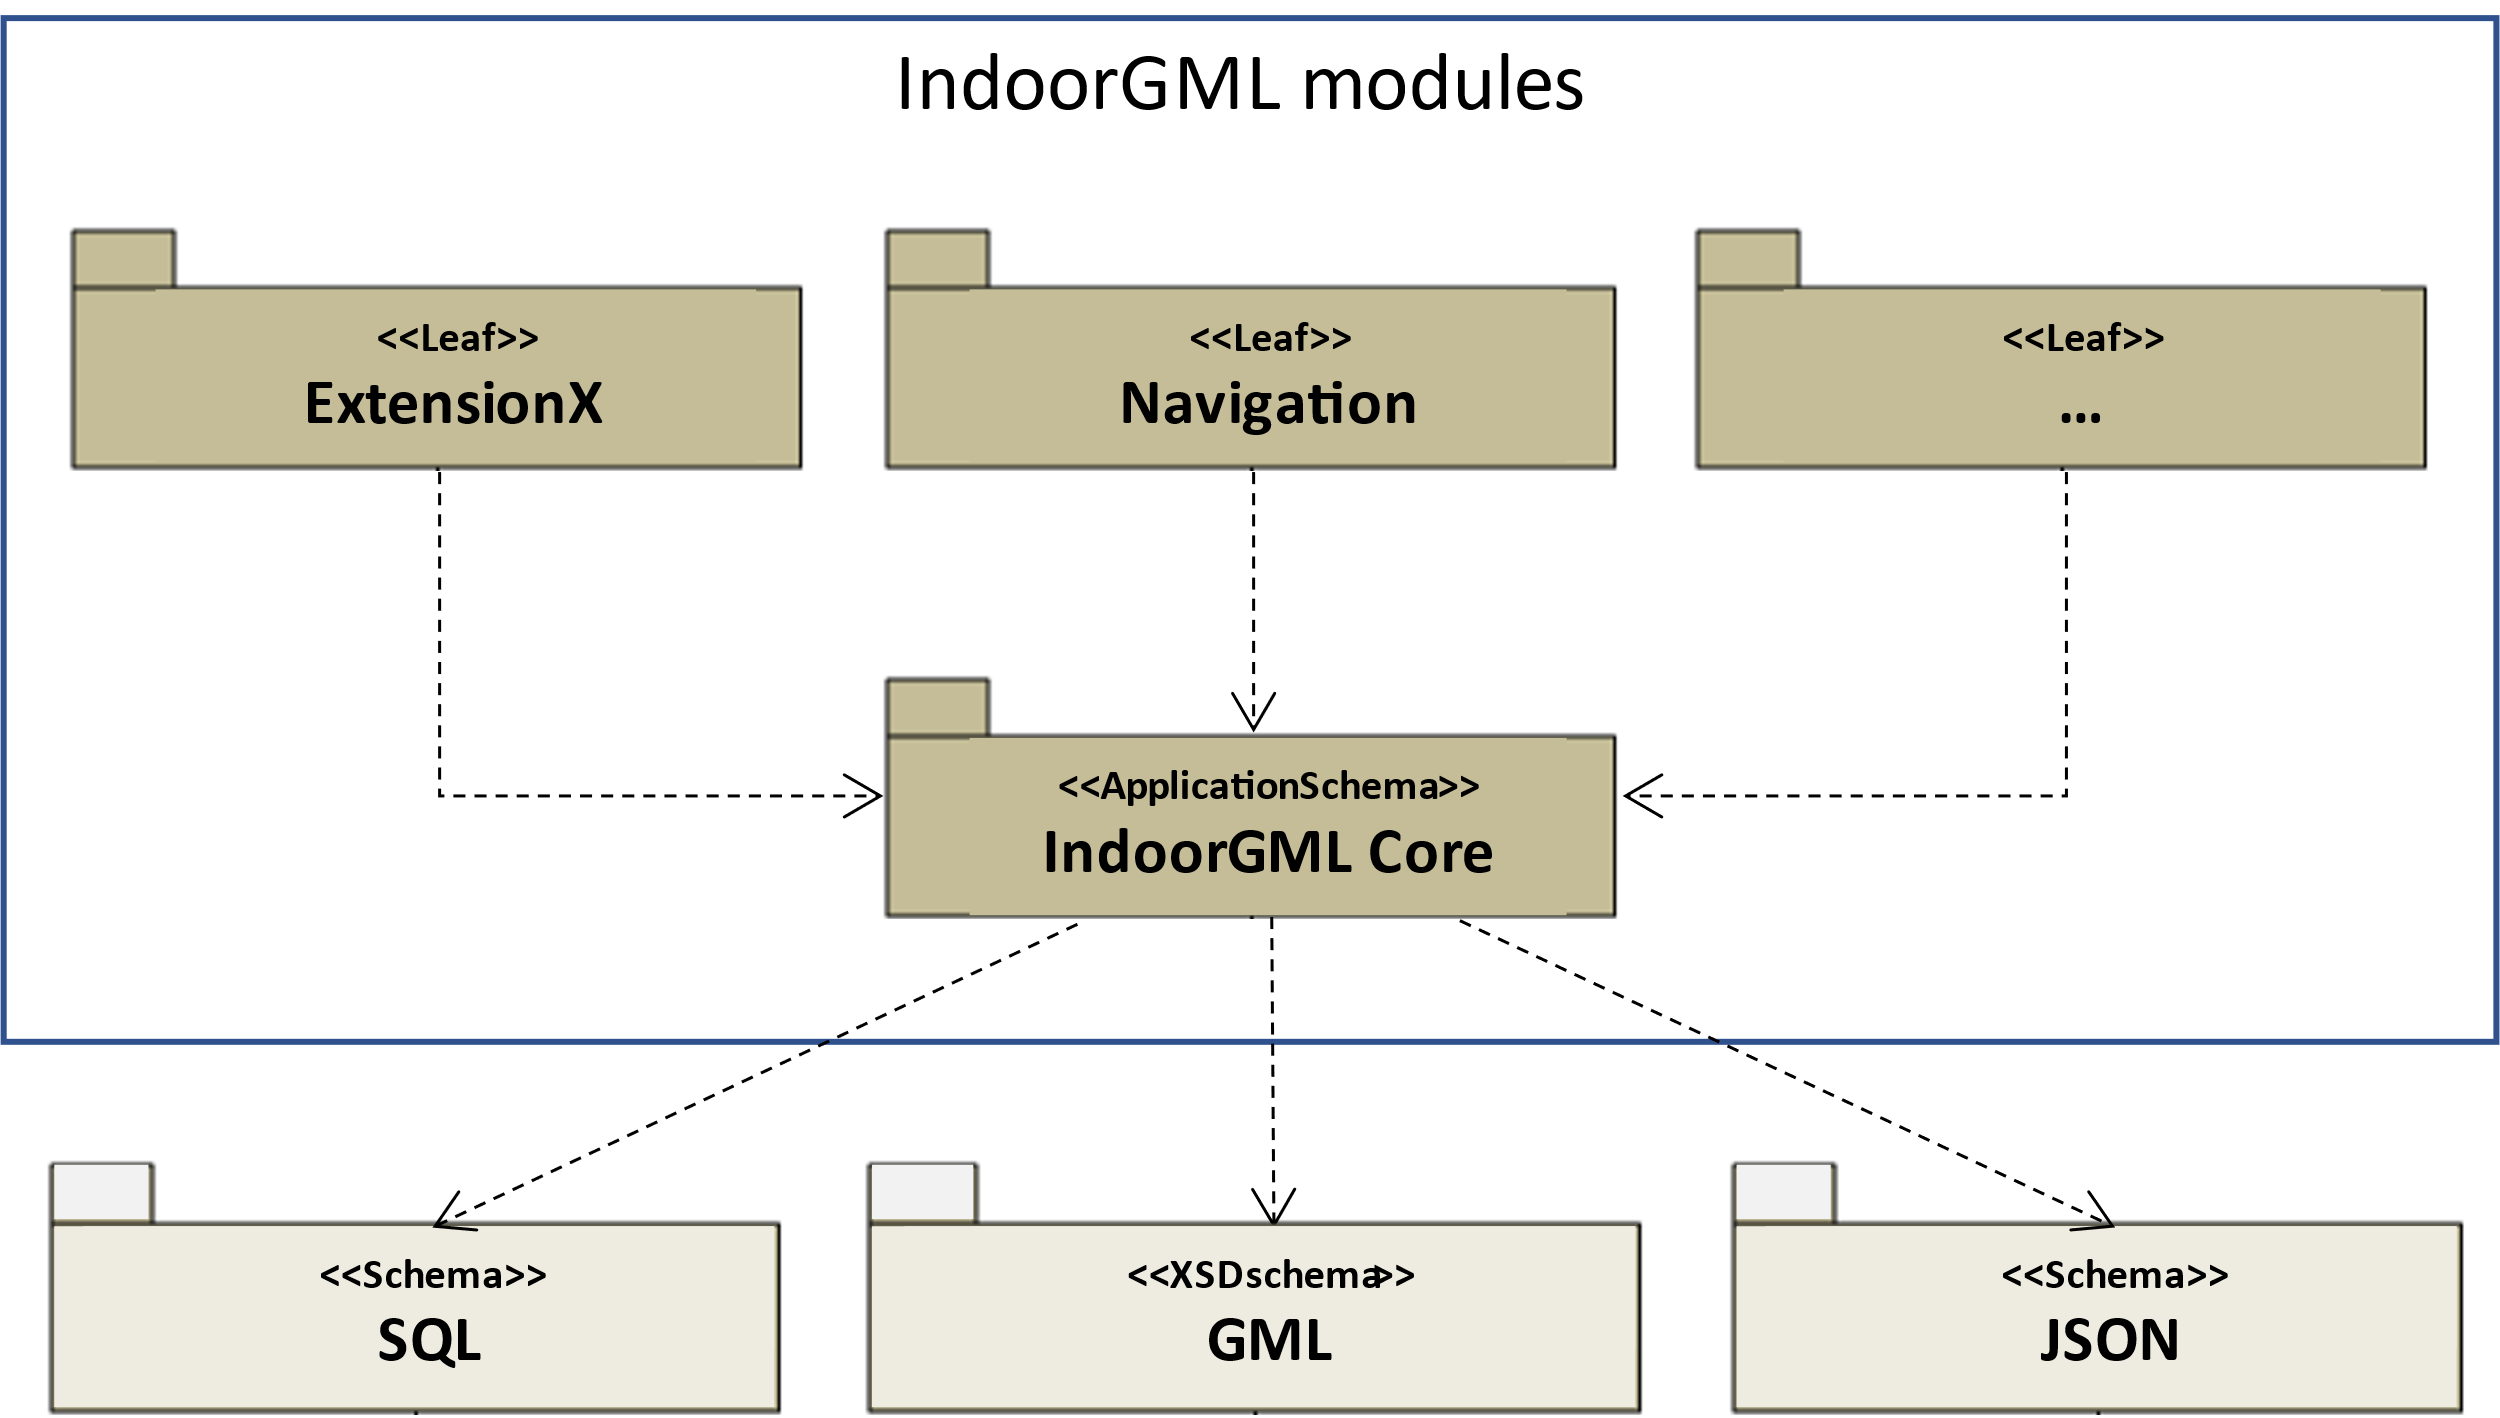 IndoorGML modules
<<Leaf>>
ExtensionX
<<Leaf>>
Navigation
<<Leaf>>
...
<<ApplicationSchema>>
IndoorGML Core
<<Schema>>
SQL
<<XSDschema>>
GML
<<Schema>>
JSON